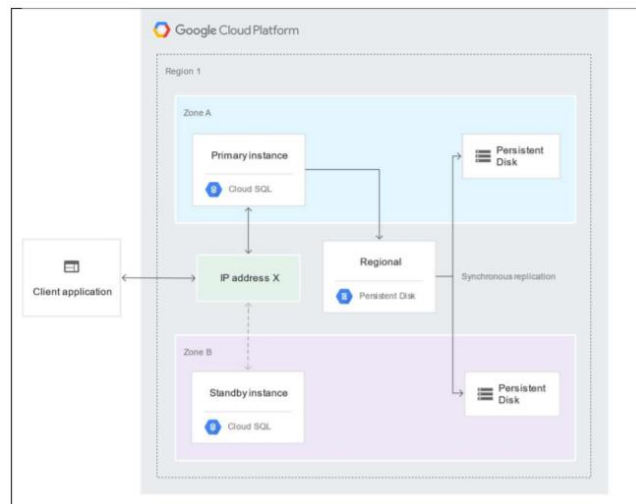 Google Cloud Platform
Region 1
Zone A
Primary instance
Cloud SQL
Persistent
Disk
Client application
IP address X
Regional
Persistent Disk
Synchronous replication
Zone B
Standby instance
Cloud SQL
Persistent
Disk